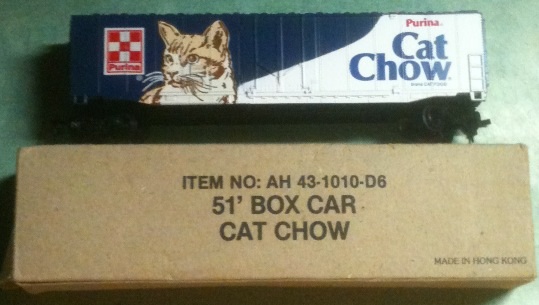 Purina
Purina®
Cat
Chow®
ITEM NO: AH 43-1010-D6
51' BOX CAR
CAT CHOW
MADE IN HONG KONG